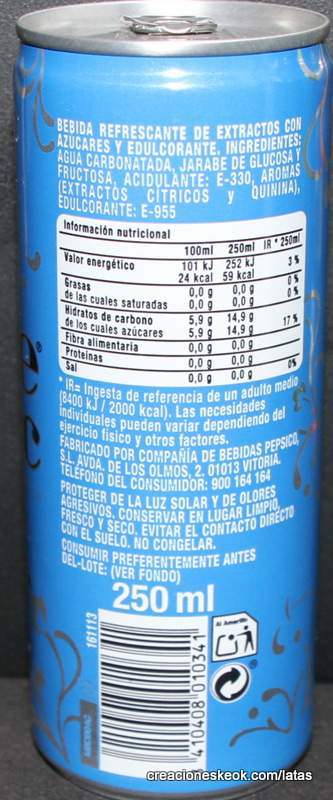 BEBIDA REFRESCANTE DE EXTRACTOS CON
AZUCARES Y EDULCORANTE. INGREDIENTES:
AGUA CARBONATADA, JARABE DE GLUCOSA Y
FRUCTOSA, ACIDULANTE: E-330, AROMAS
(EXTRACTOS CÍTRICOS y QUININA),
EDULCORANTE: E-955
Información nutricional
100ml 250ml IR * 250ml
Valor energético 101 kJ 252 kJ 3 %
24 kcal 59 kcal
Grasas 0,0 g 0,0 g 0 %
de las cuales saturadas 0,0 g 0,0 g 0 %
Hidratos de carbono 5,9 g 14,9 g
de los cuales azúcares 5,9 g 14,9 g 17 %
Fibra alimentaria 0,0 g 0,0 g
Proteinas 0,0 g 0,0 g
Sal 0,0 g 0,0 g 0%
* IR= Ingesta de referencia de un adulto medio
(8400 kJ / 2000 kcal). Las necesidades
individuales pueden variar dependiendo del
ejercicio fisico y otros factores.
FABRICADO POR COMPAÑÍA DE BEBIDAS PEPSICO,
S.L. AVDA. DE LOS OLMOS, 2. 01013 VITORIA.
TELÉFONO DEL CONSUMIDOR: 900 164 164
PROTEGER DE LA LUZ SOLAR Y DE OLORES
AGRESIVOS. CONSERVAR EN LUGAR LIMPIO,
FRESCO Y SECO. EVITAR EL CONTACTO DIRECTO
CON EL SUELO. NO CONGELAR.
CONSUMIR PREFERENTEMENTE ANTES
DEL-LOTE: (VER FONDO)
250 ml
161113
Al Amarillo
4 410408 010341
creacioneskeok.com/latas